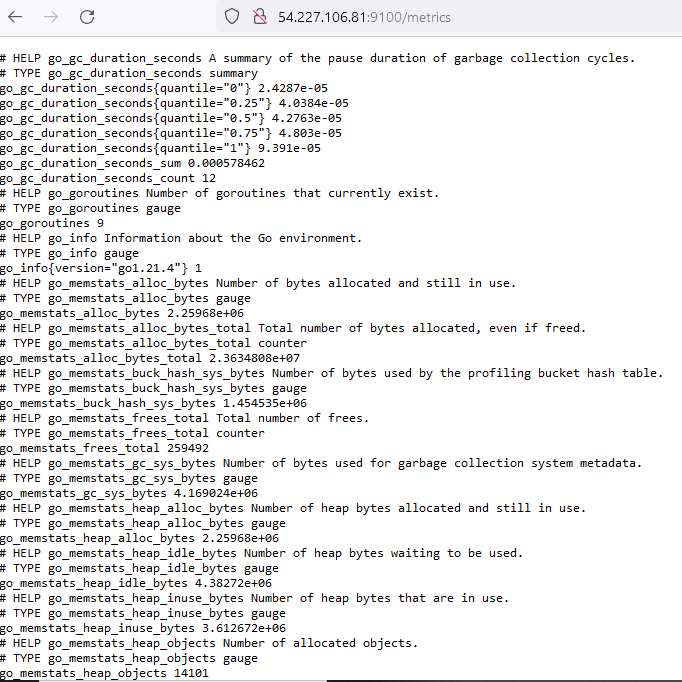 54.227.106.81:9100/metrics
# HELP go_gc_duration_seconds A summary of the pause duration of garbage collection cycles.
# TYPE go_gc_duration_seconds summary
go_gc_duration_seconds{quantile="0"} 2.4287e-05
go_gc_duration_seconds{quantile="0.25"} 4.0384e-05
go_gc_duration_seconds{quantile="0.5"} 4.2763e-05
go_gc_duration_seconds{quantile="0.75"} 4.803e-05
go_gc_duration_seconds{quantile="1"} 9.391e-05
go_gc_duration_seconds_sum 0.000578462
go_gc_duration_seconds_count 12
# HELP go_goroutines Number of goroutines that currently exist.
# TYPE go_goroutines gauge
go_goroutines 9
# HELP go_info Information about the Go environment.
# TYPE go_info gauge
go_info{version="go1.21.4"} 1
# HELP go_memstats_alloc_bytes Number of bytes allocated and still in use.
# TYPE go_memstats_alloc_bytes gauge
go_memstats_alloc_bytes 2.25968e+06
# HELP go_memstats_alloc_bytes_total Total number of bytes allocated, even if freed.
# TYPE go_memstats_alloc_bytes_total counter
go_memstats_alloc_bytes_total 2.3634808e+07
# HELP go_memstats_buck_hash_sys_bytes Number of bytes used by the profiling bucket hash table.
# TYPE go_memstats_buck_hash_sys_bytes gauge
go_memstats_buck_hash_sys_bytes 1.454535e+06
# HELP go_memstats_frees_total Total number of frees.
# TYPE go_memstats_frees_total counter
go_memstats_frees_total 259492
# HELP go_memstats_gc_sys_bytes Number of bytes used for garbage collection system metadata.
# TYPE go_memstats_gc_sys_bytes gauge
go_memstats_gc_sys_bytes 4.169024e+06
# HELP go_memstats_heap_alloc_bytes Number of heap bytes allocated and still in use.
# TYPE go_memstats_heap_alloc_bytes gauge
go_memstats_heap_alloc_bytes 2.25968e+06
# HELP go_memstats_heap_idle_bytes Number of heap bytes waiting to be used.
# TYPE go_memstats_heap_idle_bytes gauge
go_memstats_heap_idle_bytes 4.38272e+06
# HELP go_memstats_heap_inuse_bytes Number of heap bytes that are in use.
# TYPE go_memstats_heap_inuse_bytes gauge
go_memstats_heap_inuse_bytes 3.612672e+06
# HELP go_memstats_heap_objects Number of allocated objects.
# TYPE go_memstats_heap_objects gauge
go_memstats_heap_objects 14101